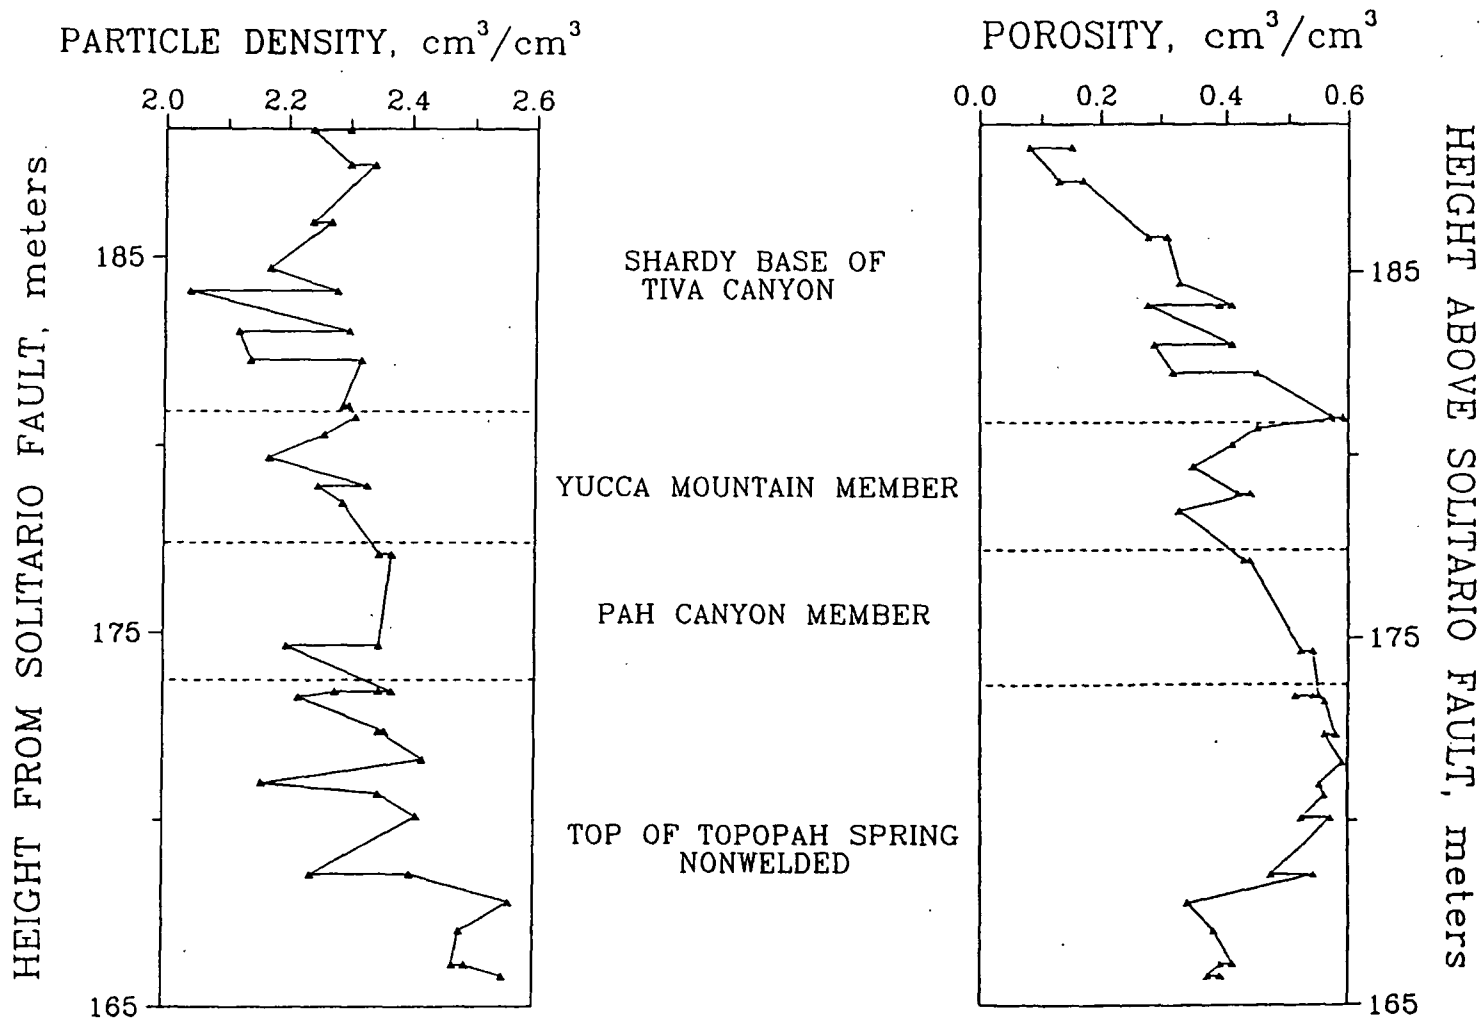 PARTICLE DENSITY, cm³/cm³
2.0 2.2 2.4 2.6
HEIGHT FROM SOLITARIO FAULT, meters
185
175
165
SHARDY BASE OF
TIVA CANYON
YUCCA MOUNTAIN MEMBER
PAH CANYON MEMBER
TOP OF TOPOPAH SPRING
NONWELDED
POROSITY, cm³/cm³
0.0 0.2 0.4 0.6
185
175
165
HEIGHT ABOVE SOLITARIO FAULT, meters